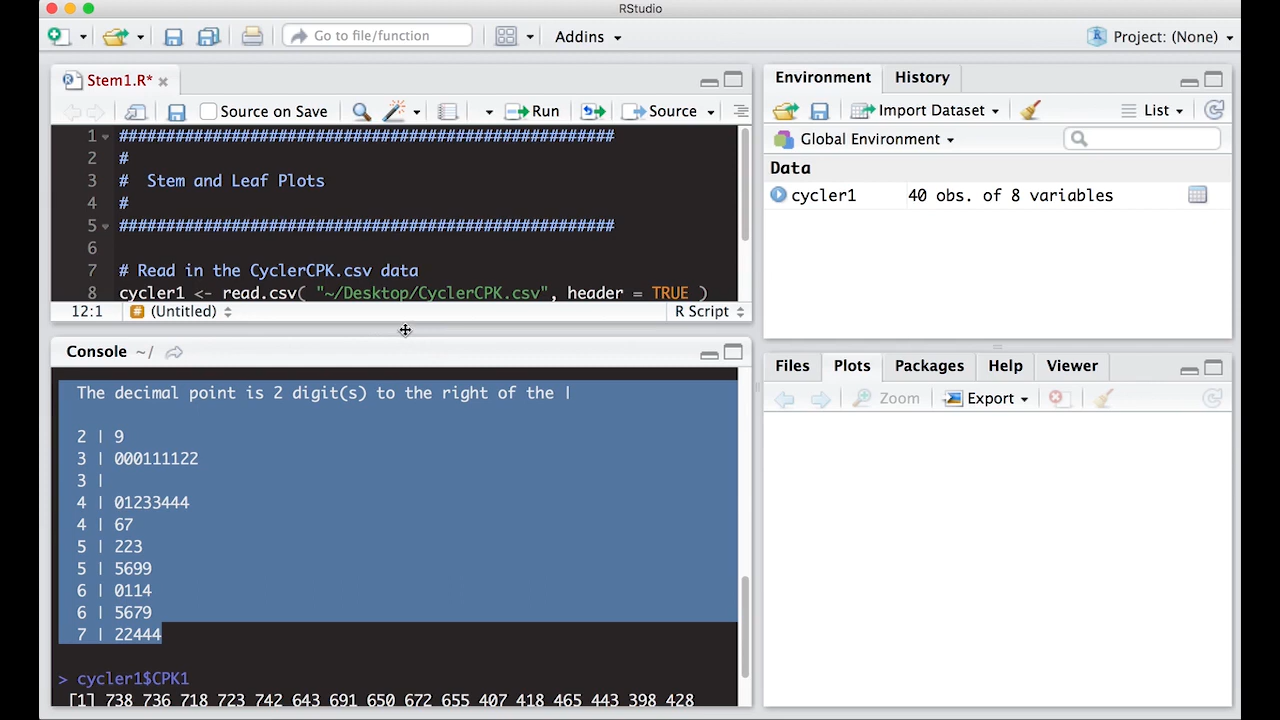 RStudio
Go to file/function
Addins
Project: (None)
Stem1.R*
Source on Save
Run
Source
1 #####################################################
2 #
3 #  Stem and Leaf Plots
4 #
5 #####################################################
6
7 # Read in the CyclerCPK.csv data
8 cycler1 <- read.csv( "~/Desktop/CyclerCPK.csv", header = TRUE )
12:1
# (Untitled)
R Script
Console ~/
The decimal point is 2 digit(s) to the right of the |
2 | 9
3 | 000111122
3 |
4 | 01233444
4 | 67
5 | 223
5 | 5699
6 | 0114
6 | 5679
7 | 22444
> cycler1$CPK1
[1] 738 736 718 723 742 643 691 650 672 655 407 418 465 443 398 428
Environment History
Import Dataset
List
Global Environment
Data
cycler1 40 obs. of 8 variables
Files Plots Packages Help Viewer
Zoom
Export